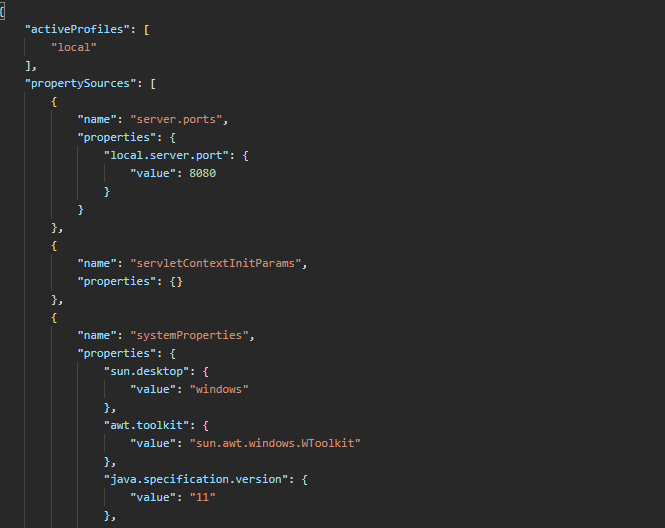 {
    "activeProfiles": [
        "local"
    ],
    "propertySources": [
        {
            "name": "server.ports",
            "properties": {
                "local.server.port": {
                    "value": 8080
                }
            }
        },
        {
            "name": "servletContextInitParams",
            "properties": {}
        },
        {
            "name": "systemProperties",
            "properties": {
                "sun.desktop": {
                    "value": "windows"
                },
                "awt.toolkit": {
                    "value": "sun.awt.windows.WToolkit"
                },
                "java.specification.version": {
                    "value": "11"
                },